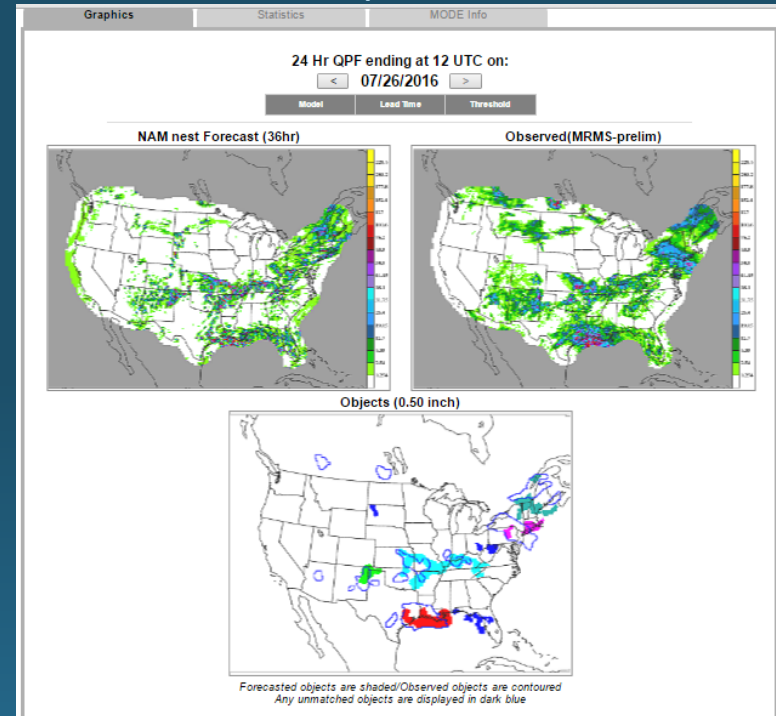 Graphics
Statistics
MODE Info
24 Hr QPF ending at 12 UTC on:
< 07/26/2016 >
Model
Lead Time
Threshold
NAM nest Forecast (36hr)
Observed(MRMS-prelim)
Objects (0.50 inch)
Forecasted objects are shaded/Observed objects are contoured
Any unmatched objects are displayed in dark blue